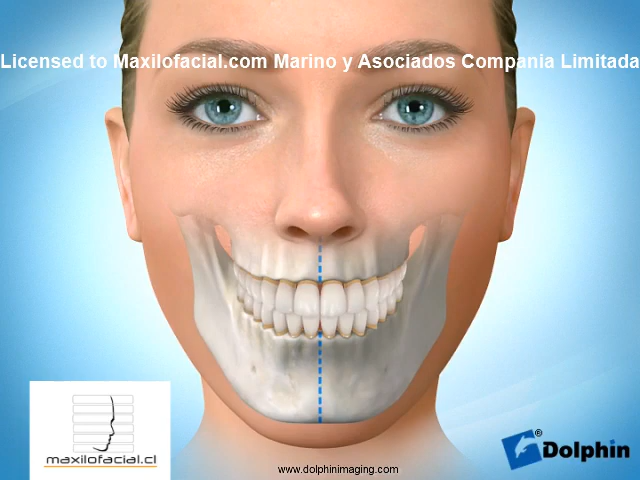 Licensed to Maxilofacial.com Marino y Asociados Compania Limitada
maxilofacial.cl
Dolphin®
www.dolphinimaging.com